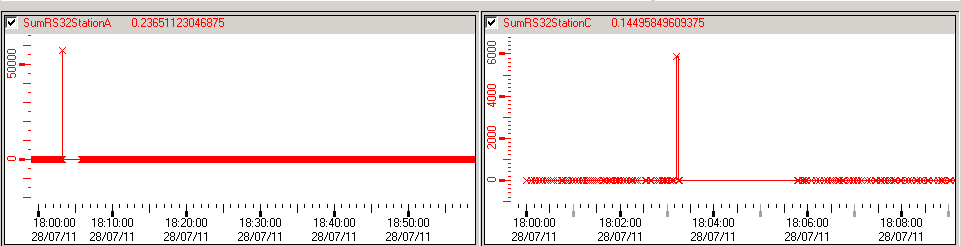 SumRS32StationA 0.23651123046875
50000
0
18:00:00 18:10:00 18:20:00 18:30:00 18:40:00 18:50:00
28/07/11 28/07/11 28/07/11 28/07/11 28/07/11 28/07/11
SumRS32StationC 0.14495849609375
6000
4000
2000
0
18:00:00 18:02:00 18:04:00 18:06:00 18:08:00
28/07/11 28/07/11 28/07/11 28/07/11 28/07/11